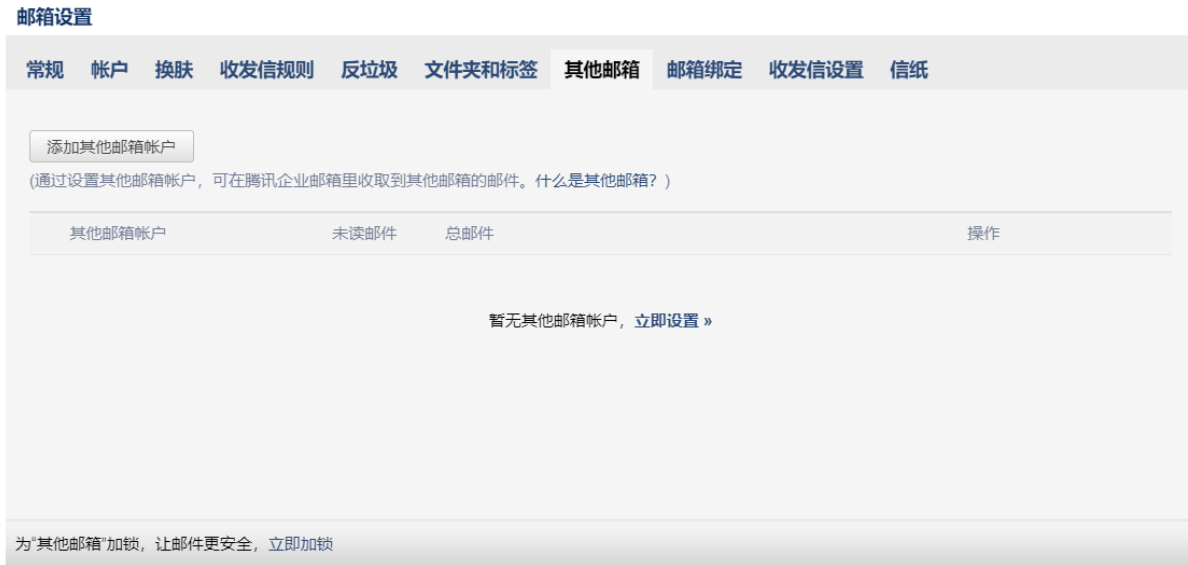 邮箱设置
常规 帐户 换肤 收发信规则 反垃圾 文件夹和标签 其他邮箱 邮箱绑定 收发信设置 信纸
添加其他邮箱帐户
(通过设置其他邮箱帐户，可在腾讯企业邮箱里收取到其他邮箱的邮件。什么是其他邮箱？)
其他邮箱帐户 未读邮件 总邮件 操作
暂无其他邮箱帐户，立即设置 »
为“其他邮箱”加锁，让邮件更安全，立即加锁